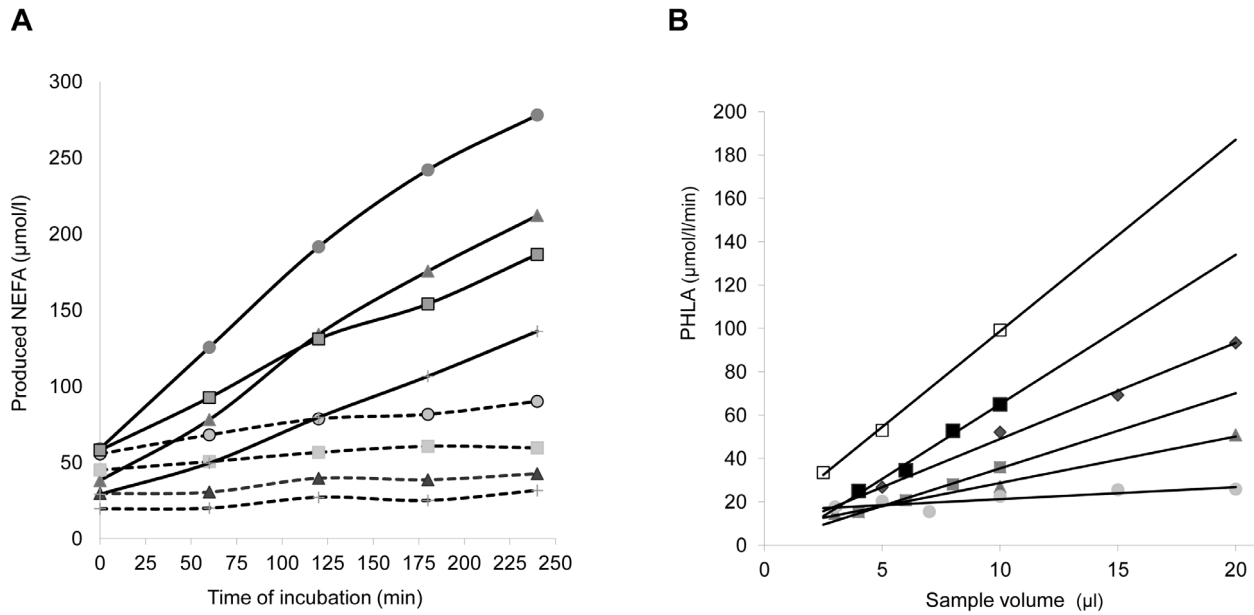 A
B
Produced NEFA (µmol/l)
300
250
200
150
100
50
0
0 25 50 75 100 125 150 175 200 225 250
Time of incubation (min)
PHLA (µmol/l/min)
200
180
160
140
120
100
80
60
40
20
0
0 5 10 15 20
Sample volume (µl)